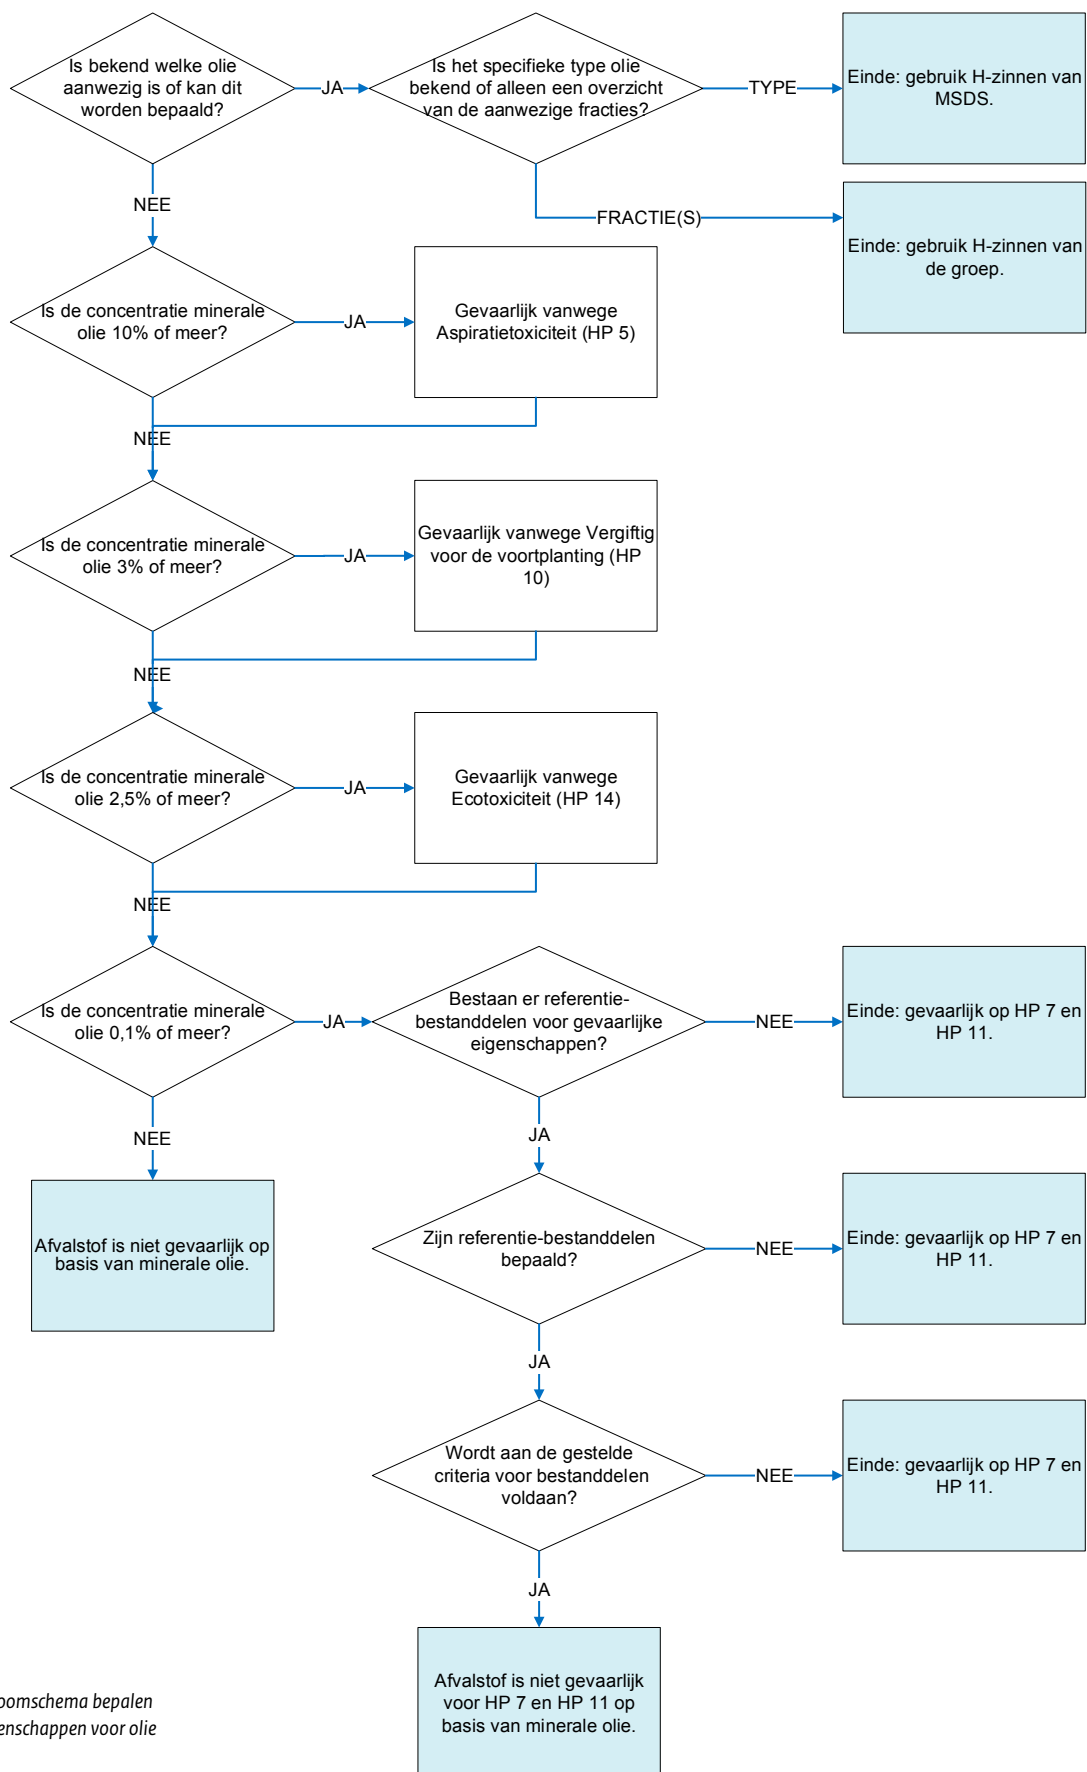 Is bekend welke olie
aanwezig is of kan dit
worden bepaald?
JA
Is het specifieke type olie
bekend of alleen een overzicht
van de aanwezige fracties?
TYPE
Einde: gebruik H-zinnen van
MSDS.
NEE
FRACTIE(S)
Einde: gebruik H-zinnen van
de groep.
Is de concentratie minerale
olie 10% of meer?
JA
Gevaarlijk vanwege
Aspiratietoxiciteit (HP 5)
NEE
Is de concentratie minerale
olie 3% of meer?
JA
Gevaarlijk vanwege Vergiftig
voor de voortplanting (HP
10)
NEE
Is de concentratie minerale
olie 2,5% of meer?
JA
Gevaarlijk vanwege
Ecotoxiciteit (HP 14)
NEE
Is de concentratie minerale
olie 0,1% of meer?
JA
Bestaan er referentie-
bestanddelen voor gevaarlijke
eigenschappen?
NEE
Einde: gevaarlijk op HP 7 en
HP 11.
NEE
JA
Afvalstof is niet gevaarlijk op
basis van minerale olie.
Zijn referentie-bestanddelen
bepaald?
NEE
Einde: gevaarlijk op HP 7 en
HP 11.
JA
Wordt aan de gestelde
criteria voor bestanddelen
voldaan?
NEE
Einde: gevaarlijk op HP 7 en
HP 11.
JA
Afvalstof is niet gevaarlijk
voor HP 7 en HP 11 op
basis van minerale olie.
oomschema bepalen
enschappen voor olie